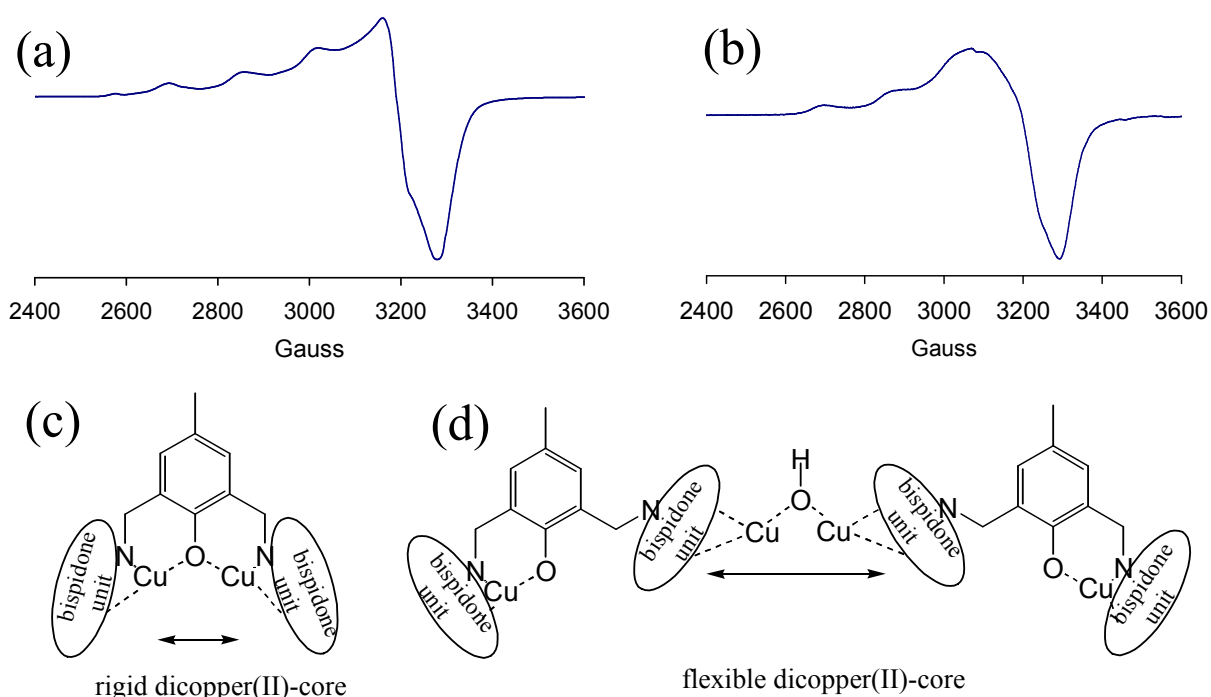 (a)
(b)
2400 2600 2800 3000 3200 3400 3600
Gauss
2400 2600 2800 3000 3200 3400 3600
Gauss
(c)
bispidone
unit
N
Cu
O
Cu
N
bispidone
unit
rigid dicopper(II)-core
(d)
bispidone
unit
N
Cu
O
N
bispidone
unit
Cu
H
O
Cu
bispidone
unit
N
O
Cu
N
bispidone
unit
flexible dicopper(II)-core